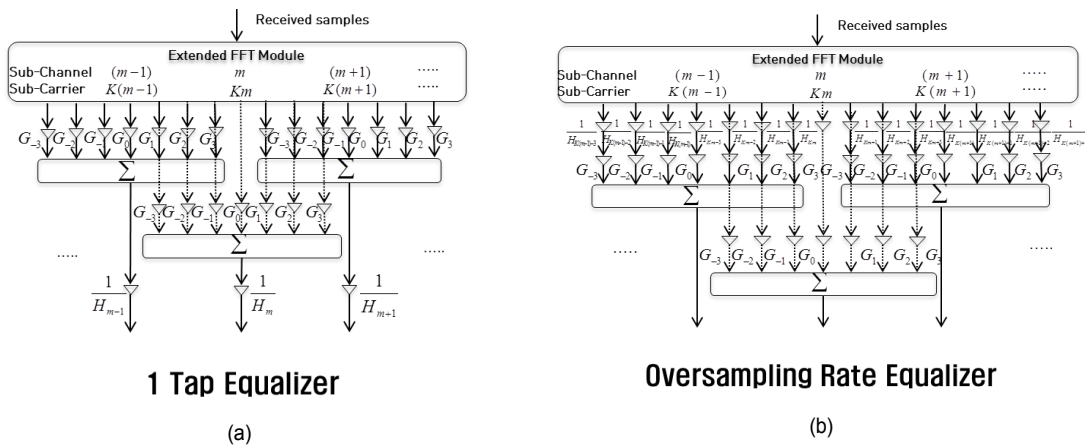 Received samples
Extended FFT Module
Sub-Channel (m−1) m (m+1) .....
Sub-Carrier K(m−1) Km K(m+1) .....
G₋₃ G₋₂ G₋ G₀ G₁ G₂ G₃ G₋₃ G₋₂ G₋₁ G₀ G₁ G₂ G₃
Σ Σ
G₋₃ G₋₂ G₋₁ G₀ G₁ G₂ G₃
Σ
..... .....
1/H_{m−1} 1/H_m 1/H_{m+1}
1 Tap Equalizer
(a)
Received samples
Extended FFT Module
Sub-Channel (m−1) m (m+1) .....
Sub-Carrier K(m−1) Km K(m+1) .....
G₋₃ G₋₂ G₋₁ G₀ G₁ G₂ G₃ G₋₃ G₋₂ G₋₁ G₀ G₁ G₂ G₃
Σ Σ
..... .....
G₋₃ G₋₂ G₋₁ G₀ G₁ G₂ G₃
Σ
Oversampling Rate Equalizer
(b)